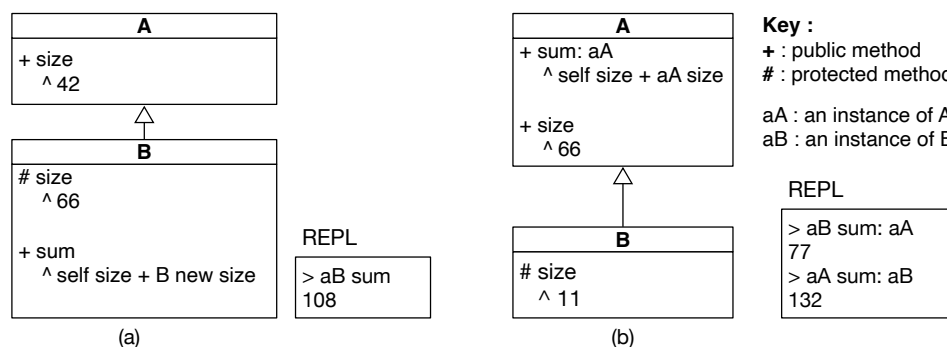 A
+ size
^ 42
B
# size
^ 66
+ sum
^ self size + B new size
REPL
> aB sum
108
(a)
A
+ sum: aA
^ self size + aA size
+ size
^ 66
B
# size
^ 11
(b)
Key :
+ : public method
# : protected method
aA : an instance of A
aB : an instance of B
REPL
> aB sum: aA
77
> aA sum: aB
132